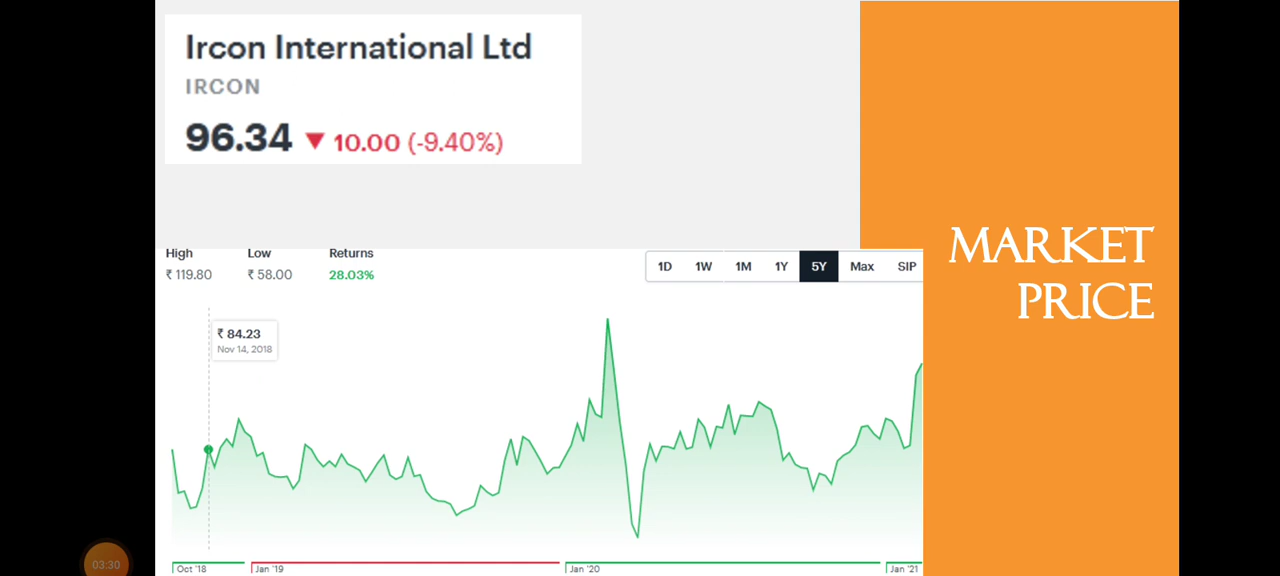 Ircon International Ltd
IRCON
96.34 ▼ 10.00 (-9.40%)
MARKET
PRICE
High Low Returns
₹ 119.80 ₹ 58.00 28.03%
1D 1W 1M 1Y 5Y Max SIP
₹ 84.23
Nov 14, 2018
Oct '18 Jan '19 Jan '20 Jan '21
03:30